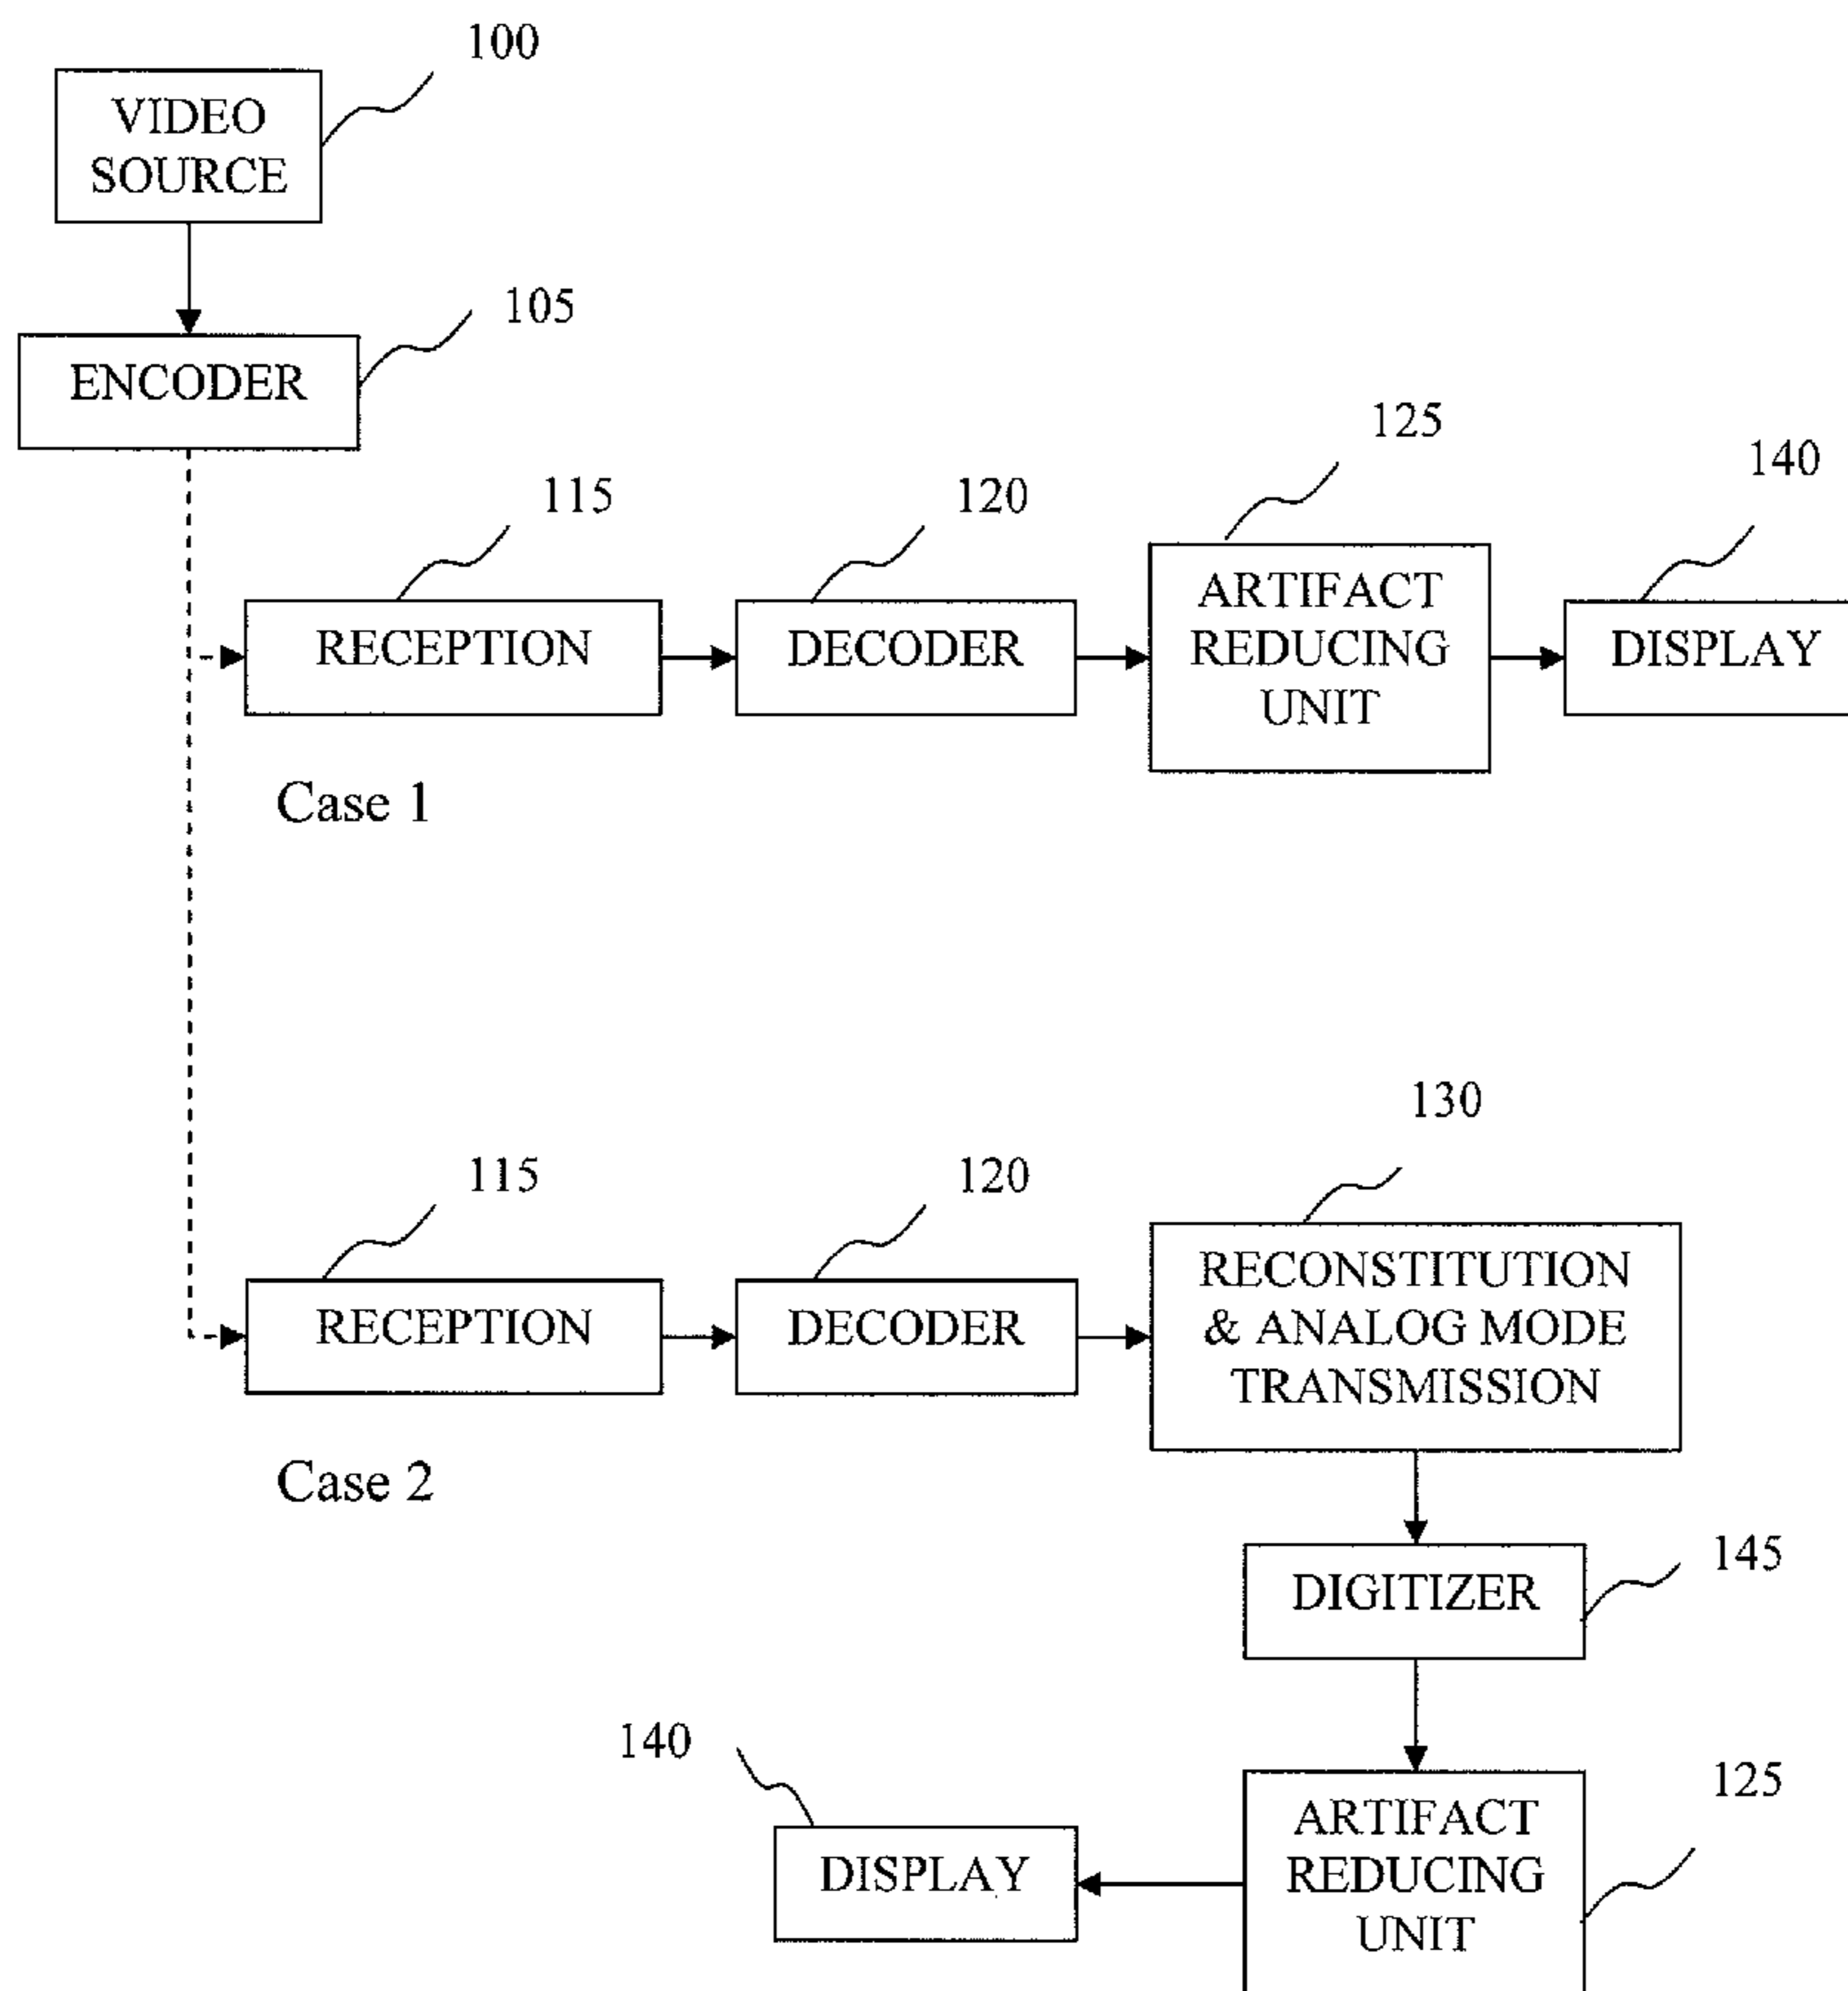 100
VIDEO
SOURCE
105
ENCODER
125
140
115
120
ARTIFACT
REDUCING
UNIT
RECEPTION
DECODER
DISPLAY
Case 1
130
115
120
RECONSTITUTION
& ANALOG MODE
TRANSMISSION
RECEPTION
DECODER
Case 2
145
DIGITIZER
140
125
ARTIFACT
REDUCING
UNIT
DISPLAY